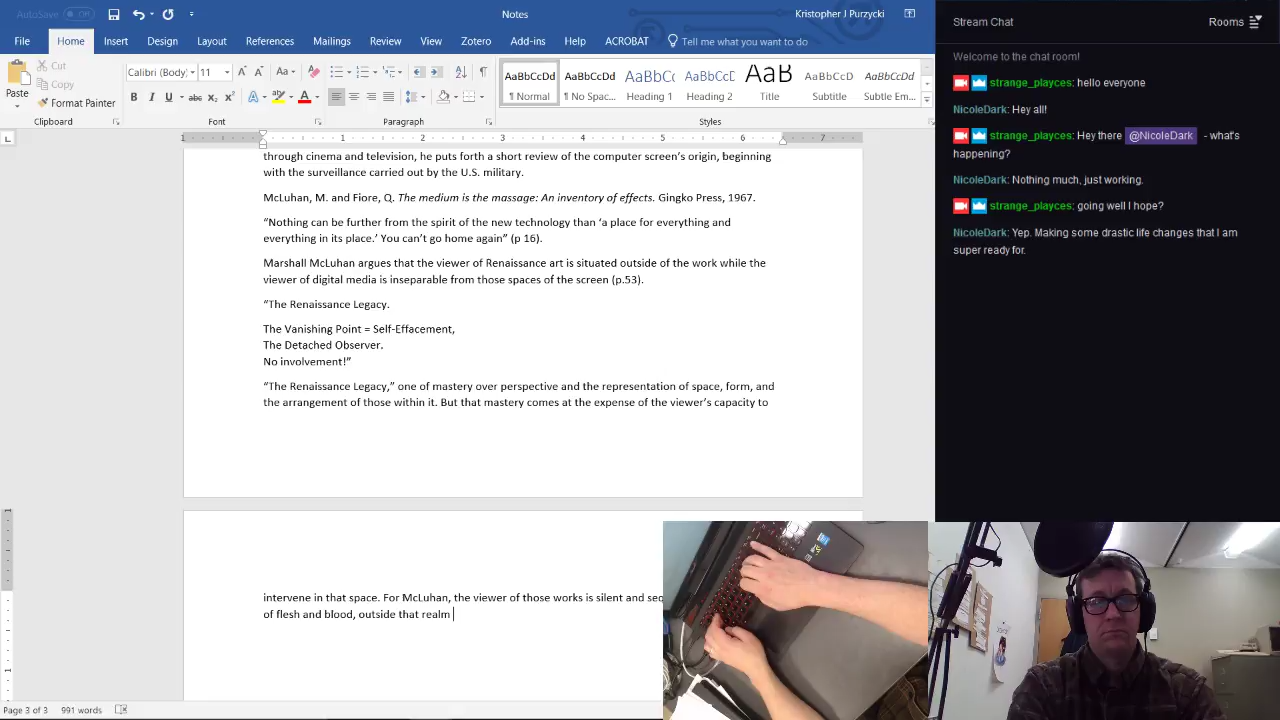 AutoSave Off
Notes
Kristopher J Purzycki
File Home Insert Design Layout References Mailings Review View Zotero Add-ins Help ACROBAT Tell me what you want to do
Paste
Cut
Copy
Format Painter
Clipboard
Calibri (Body) 11
B I U
Font
Paragraph
AaBbCcDd AaBbCcDd AaBbCcDd AaBbCcDd AaB AaBbCcDd AaBbCcDd
¶ Normal ¶ No Spac... Heading 1 Heading 2 Title Subtitle Subtle Em...
Styles
1 1 2 3 4 5 6 7
through cinema and television, he puts forth a short review of the computer screen’s origin, beginning
with the surveillance carried out by the U.S. military.
McLuhan, M. and Fiore, Q. The medium is the massage: An inventory of effects. Gingko Press, 1967.
“Nothing can be further from the spirit of the new technology than ‘a place for everything and
everything in its place.’ You can’t go home again” (p 16).
Marshall McLuhan argues that the viewer of Renaissance art is situated outside of the work while the
viewer of digital media is inseparable from those spaces of the screen (p.53).
“The Renaissance Legacy.
The Vanishing Point = Self-Effacement,
The Detached Observer.
No involvement!”
“The Renaissance Legacy,” one of mastery over perspective and the representation of space, form, and
the arrangement of those within it. But that mastery comes at the expense of the viewer’s capacity to
intervene in that space. For McLuhan, the viewer of those works is silent and
of flesh and blood, outside that realm
Page 3 of 3 991 words
Stream Chat
Rooms
Welcome to the chat room!
strange_playces: hello everyone
NicoleDark: Hey all!
strange_playces: Hey there @NicoleDark - what's
happening?
NicoleDark: Nothing much, just working.
strange_playces: going well I hope?
NicoleDark: Yep. Making some drastic life changes that I am
super ready for.